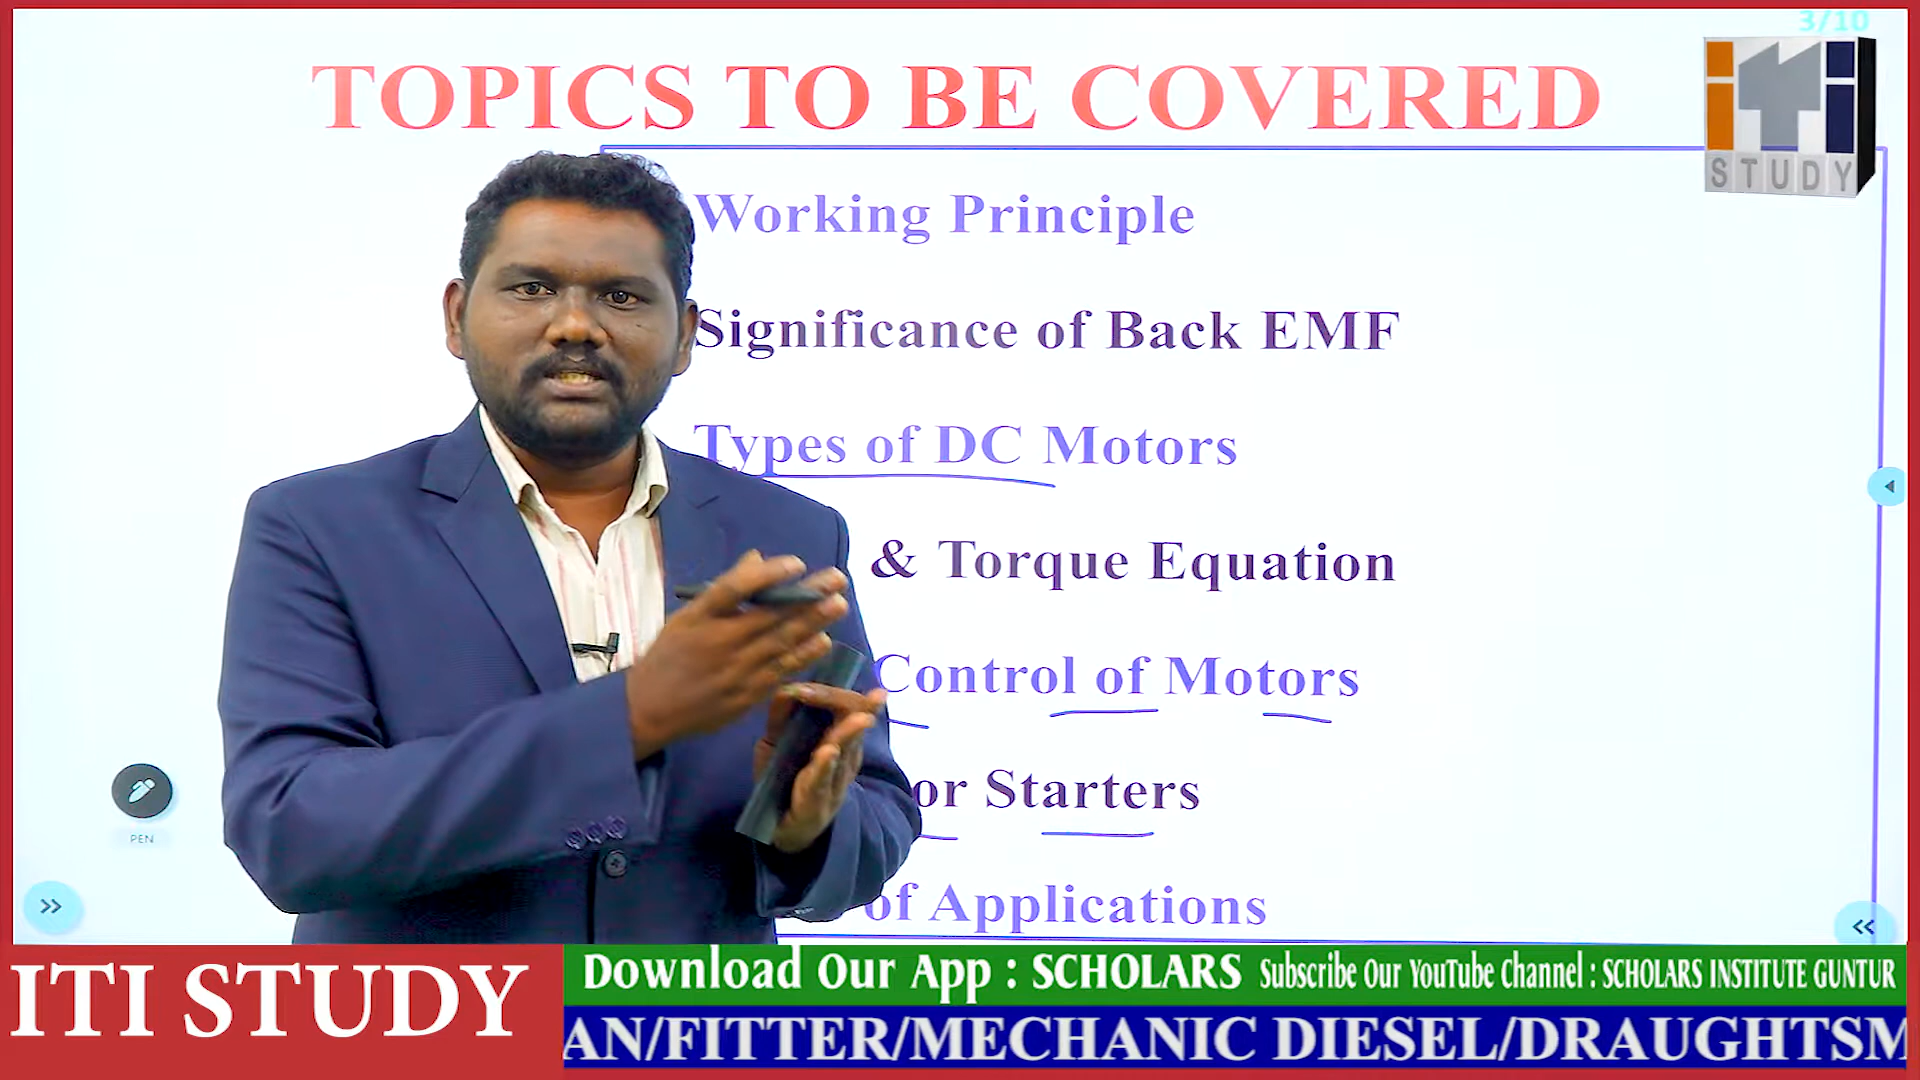 3/10
TOPICS TO BE COVERED
iTi
STUDY
Working Principle
Significance of Back EMF
Types of DC Motors
& Torque Equation
Control of Motors
or Starters
of Applications
PEN
ITI STUDY
Download Our App : SCHOLARS Subscribe Our YouTube Channel : SCHOLARS INSTITUTE GUNTUR
AN/FITTER/MECHANIC DIESEL/DRAUGHTSM